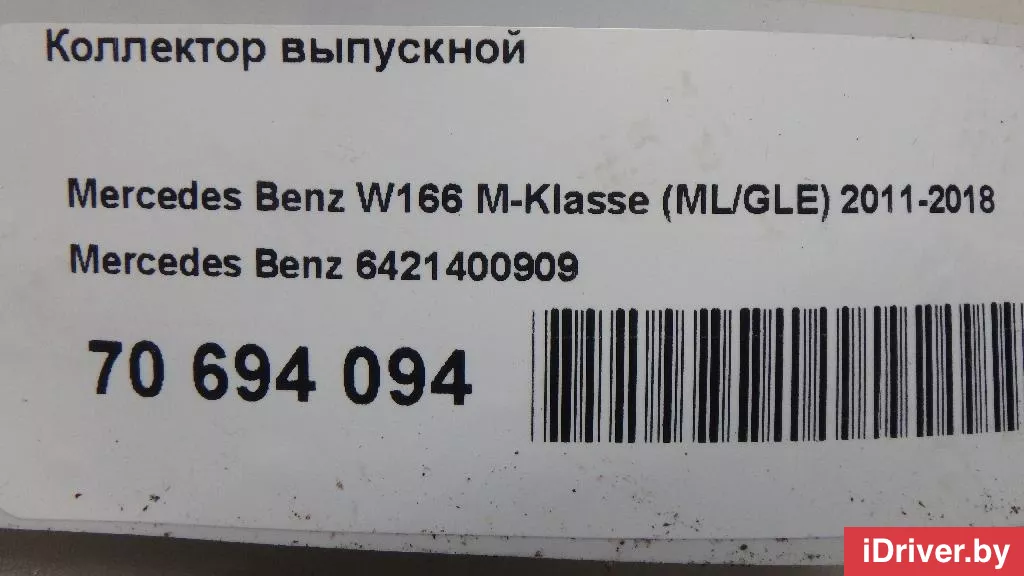 Коллектор выпускной
Mercedes Benz W166 M-Klasse (ML/GLE) 2011-2018
Mercedes Benz 6421400909
70 694 094
iDriver.by